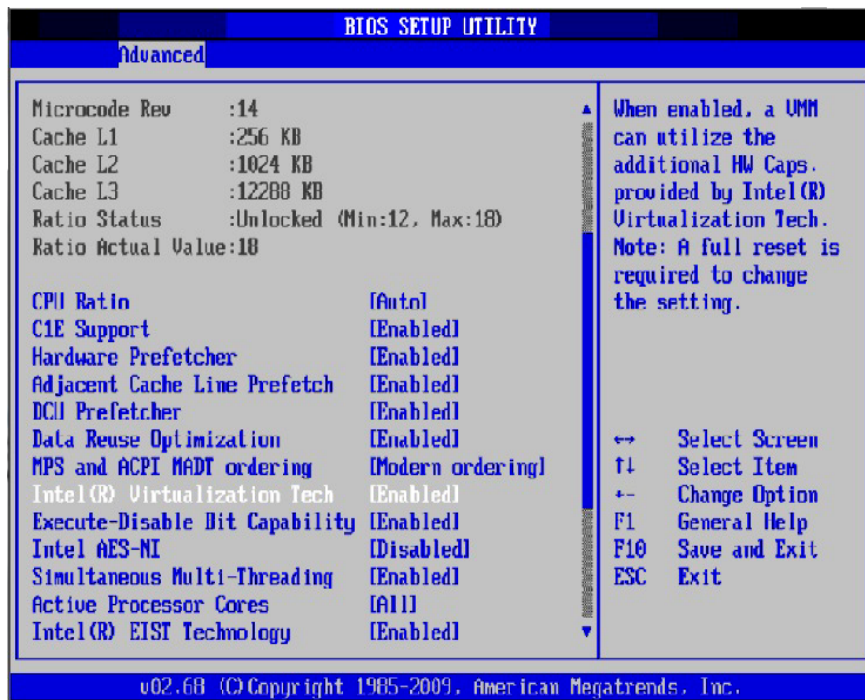 BIOS SETUP UTILITY
Advanced
Microcode Rev :14
Cache L1 :256 KB
Cache L2 :1024 KB
Cache L3 :12288 KB
Ratio Status :Unlocked (Min:12, Max:18)
Ratio Actual Value:18
CPU Ratio [Auto]
C1E Support [Enabled]
Hardware Prefetcher [Enabled]
Adjacent Cache Line Prefetch [Enabled]
DCU Prefetcher [Enabled]
Data Reuse Optimization [Enabled]
MPS and ACPI MADT ordering [Modern ordering]
Intel(R) Virtualization Tech [Enabled]
Execute-Disable Bit Capability [Enabled]
Intel AES-NI [Disabled]
Simultaneous Multi-Threading [Enabled]
Active Processor Cores [All]
Intel(R) EIST Technology [Enabled]
When enabled, a VMM
can utilize the
additional HW Caps.
provided by Intel(R)
Virtualization Tech.
Note: A full reset is
required to change
the setting.
↔ Select Screen
↑↓ Select Item
+- Change Option
F1 General Help
F10 Save and Exit
ESC Exit
v02.68 (C)Copyright 1985-2009, American Megatrends, Inc.